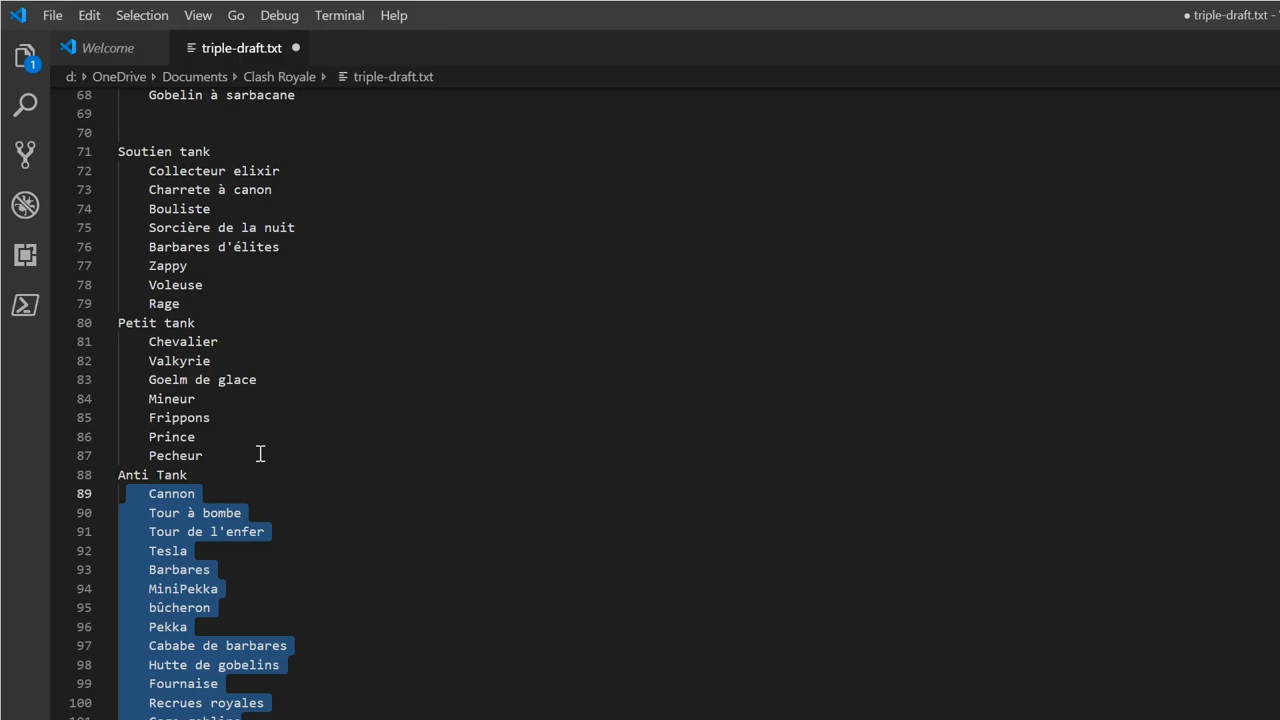 File Edit Selection View Go Debug Terminal Help ● triple-draft.txt -
Welcome triple-draft.txt ●
1
d: OneDrive Documents Clash Royale triple-draft.txt
68 Gobelin à sarbacane
69
70
71 Soutien tank
72 Collecteur elixir
73 Charrete à canon
74 Bouliste
75 Sorcière de la nuit
76 Barbares d'élites
77 Zappy
78 Voleuse
79 Rage
80 Petit tank
81 Chevalier
82 Valkyrie
83 Goelm de glace
84 Mineur
85 Frippons
86 Prince
87 Pecheur
88 Anti Tank
89 Cannon
90 Tour à bombe
91 Tour de l'enfer
92 Tesla
93 Barbares
94 MiniPekka
95 bûcheron
96 Pekka
97 Cababe de barbares
98 Hutte de gobelins
99 Fournaise
100 Recrues royales